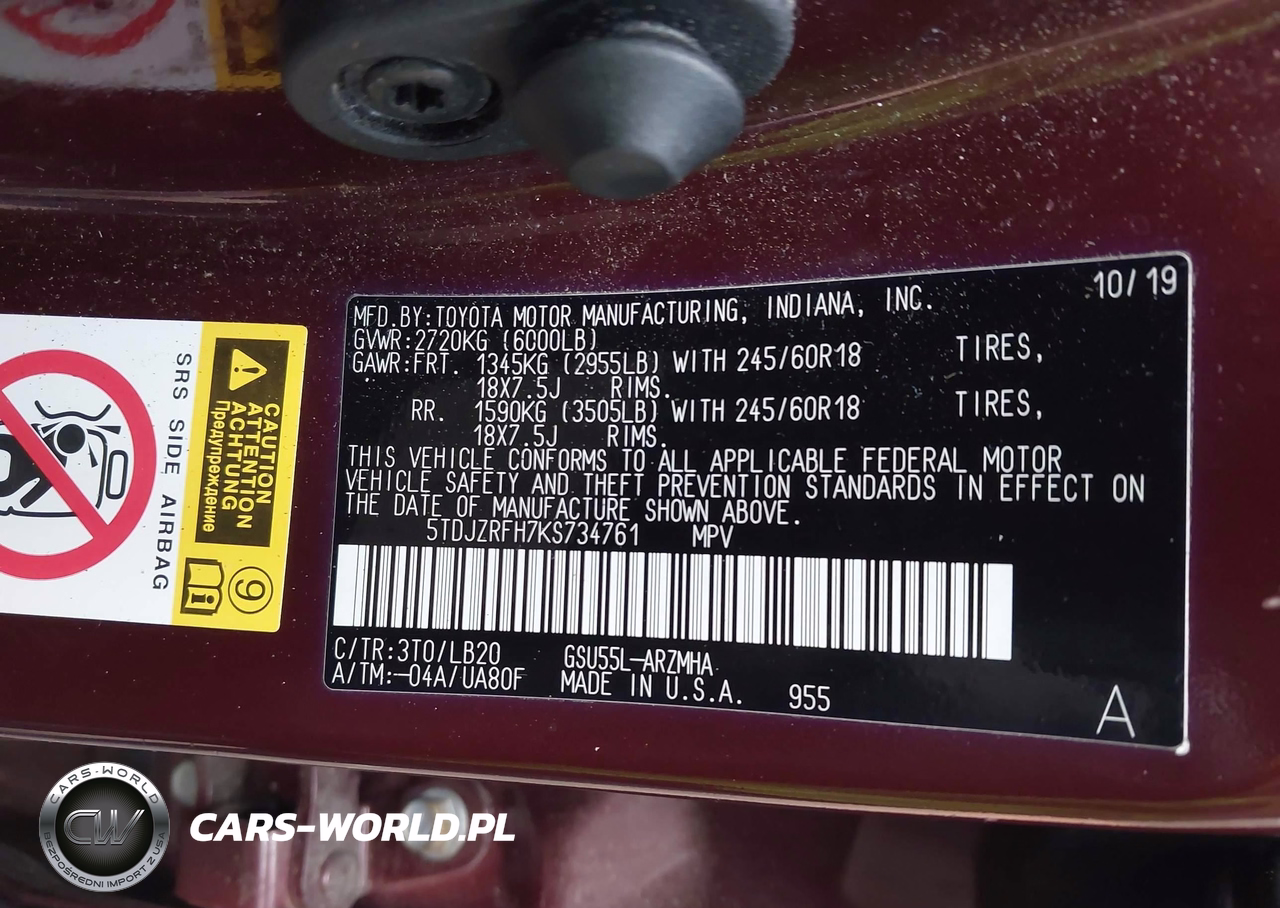 10/19
MFD.BY:TOYOTA MOTOR MANUFACTURING, INDIANA, INC.
GVWR:2720KG (6000LB)
GAWR:FRT. 1345KG (2955LB) WITH 245/60R18 TIRES,
18X7.5J RIMS.
RR. 1590KG (3505LB) WITH 245/60R18 TIRES,
18X7.5J RIMS.
THIS VEHICLE CONFORMS TO ALL APPLICABLE FEDERAL MOTOR
VEHICLE SAFETY AND THEFT PREVENTION STANDARDS IN EFFECT ON
THE DATE OF MANUFACTURE SHOWN ABOVE.
5TDJZRFH7KS734761 MPV
C/TR:3T0/LB20 GSU55L-ARZMHA
A/TM:-04A/UA80F MADE IN U.S.A. 955
A
CAUTION
ATTENTION
ACHTUNG
Предупреждение
9
SRS SIDE AIRBAG
CARS-WORLD
CW
BEZPOŚREDNI IMPORT Z USA
CARS-WORLD.PL